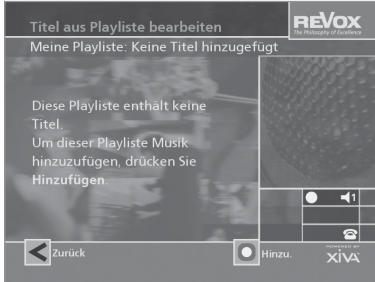 Titel aus Playliste bearbeiten
REVOX
The Philosophy of Excellence
Meine Playliste: Keine Titel hinzugefügt
Diese Playliste enthält keine
Titel.
Um dieser Playliste Musik
hinzuzufügen, drücken Sie
Hinzufügen.
1
Zurück
Hinzu.
POWERED BY
XiVA